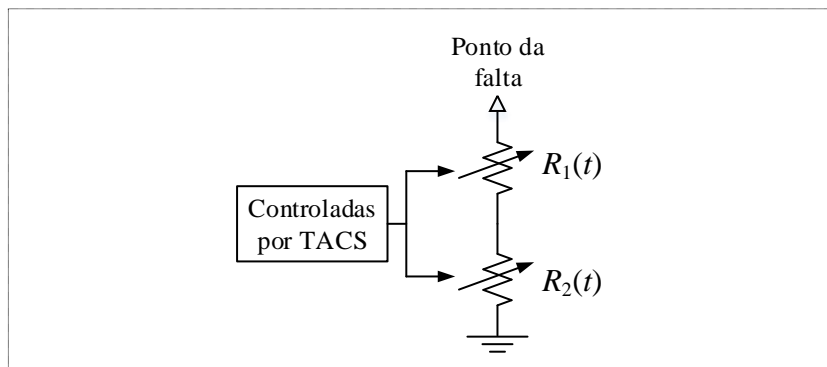 Ponto da
falta
R₁(t)
Controladas
por TACS
R₂(t)